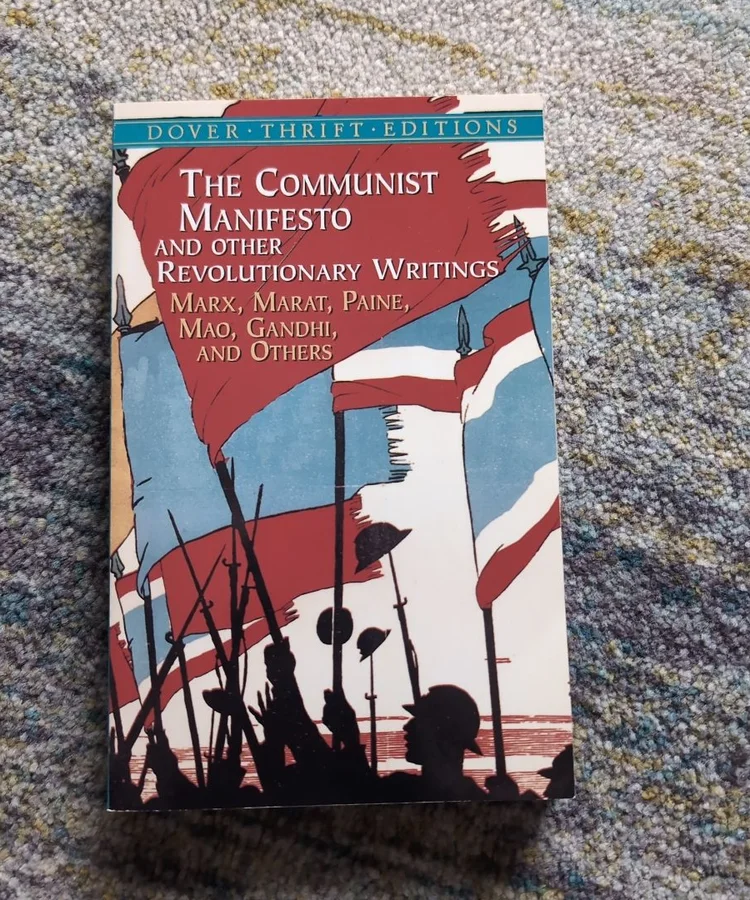 DOVER · THRIFT · EDITIONS
THE COMMUNIST
MANIFESTO
AND OTHER
REVOLUTIONARY WRITINGS
MARX, MARAT, PAINE,
MAO, GANDHI,
AND OTHERS